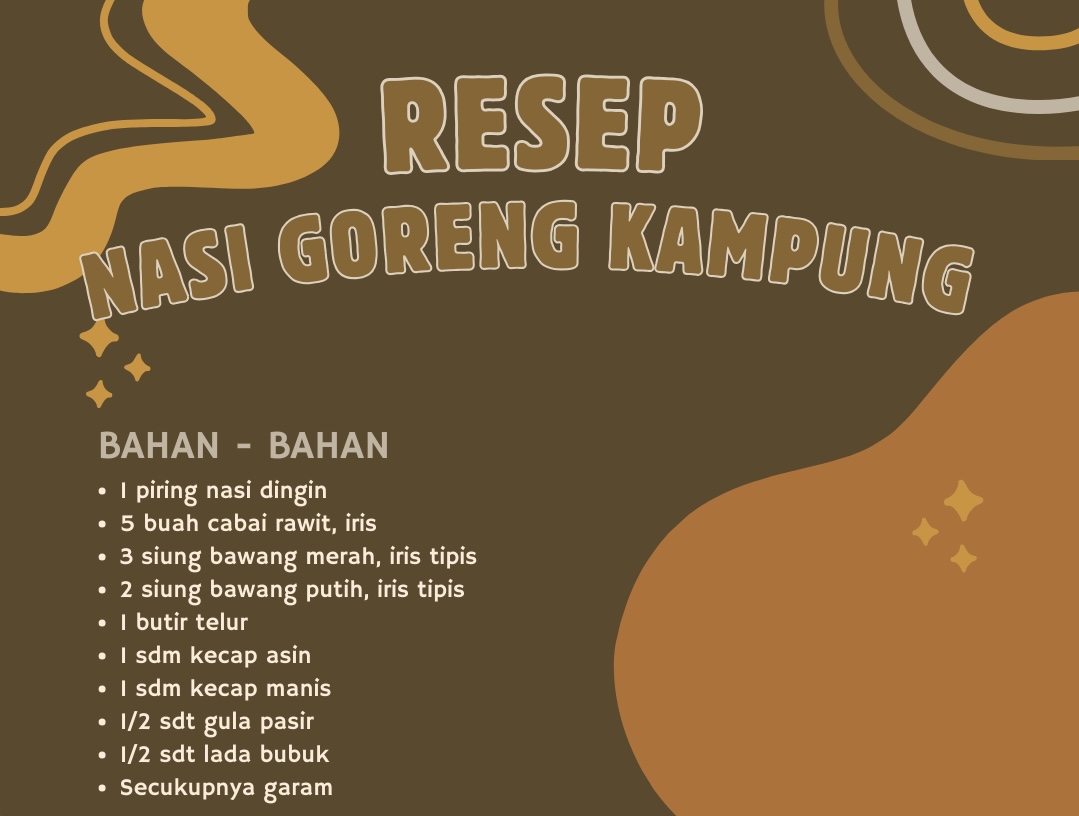 RESEP
NASI GORENG KAMPUNG
BAHAN - BAHAN
• 1 piring nasi dingin
• 5 buah cabai rawit, iris
• 3 siung bawang merah, iris tipis
• 2 siung bawang putih, iris tipis
• 1 butir telur
• 1 sdm kecap asin
• 1 sdm kecap manis
• 1/2 sdt gula pasir
• 1/2 sdt lada bubuk
• Secukupnya garam